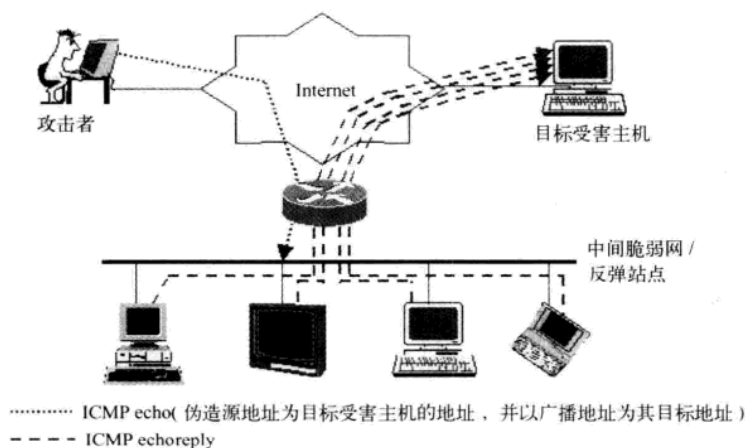 Internet
攻击者
目标受害主机
中间脆弱网 /
反弹站点
ICMP echo( 伪造源地址为目标受害主机的地址 ，并以广播地址为其目标地址 )
ICMP echoreply